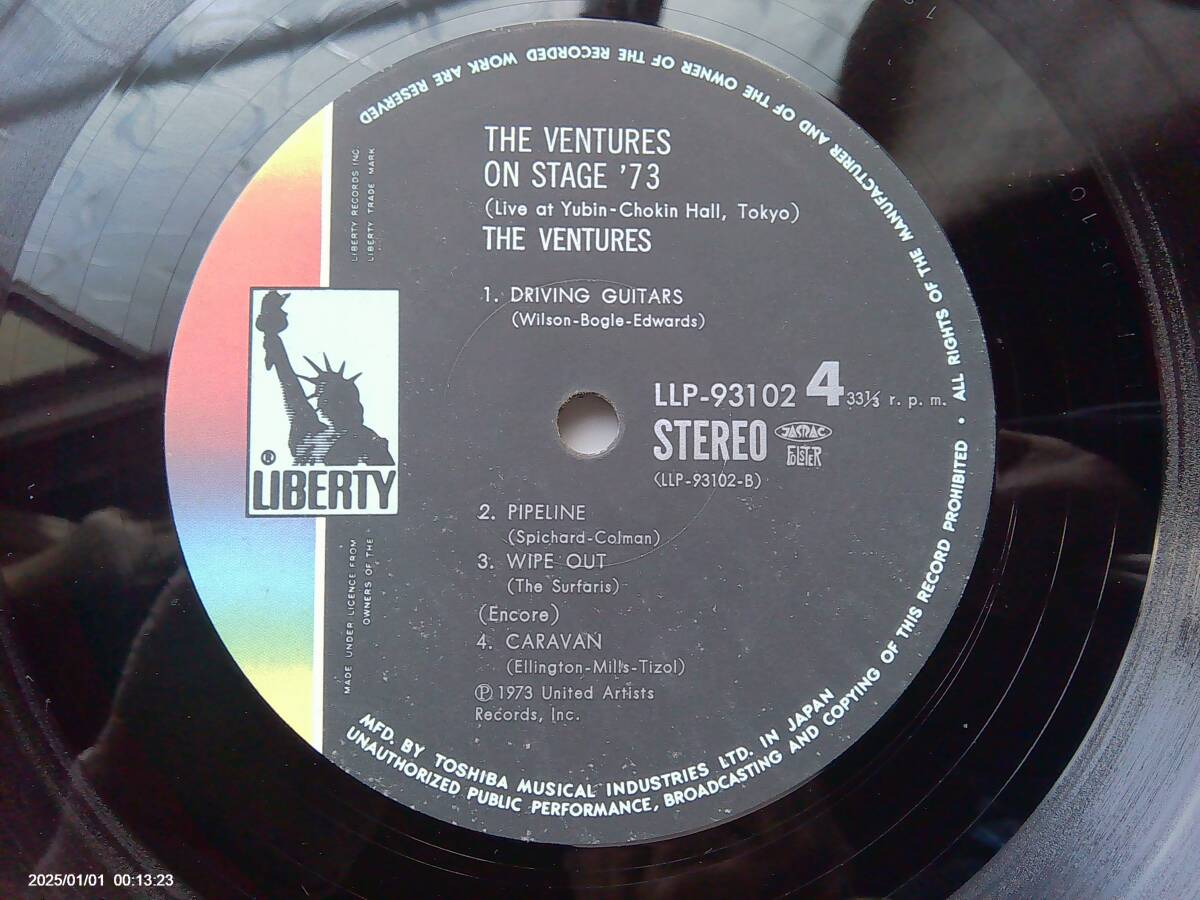 THE VENTURES
ON STAGE '73
(Live at Yubin-Chokin Hall, Tokyo)
THE VENTURES
1. DRIVING GUITARS
(Wilson-Bogle-Edwards)
LLP-93102 4 33⅓ r. p. m.
STEREO JASRAC
(LLP-93102-B)
2. PIPELINE
(Spichard-Colman)
3. WIPE OUT
(The Surfaris)
(Encore)
4. CARAVAN
(Ellington-Mills-Tizol)
Ⓟ 1973 United Artists
Records, Inc.
LIBERTY RECORDS INC.
LIBERTY TRADE MARK
®
LIBERTY
MADE UNDER LICENCE FROM
OWNERS OF THE
MFD. BY TOSHIBA MUSICAL INDUSTRIES LTD. IN JAPAN
UNAUTHORIZED PUBLIC PERFORMANCE, BROADCASTING AND COPYING OF THIS RECORD PROHIBITED • ALL RIGHTS OF THE MANUFACTURER AND OF THE OWNER OF THE RECORDED WORK ARE RESERVED
2025/01/01 00:13:23